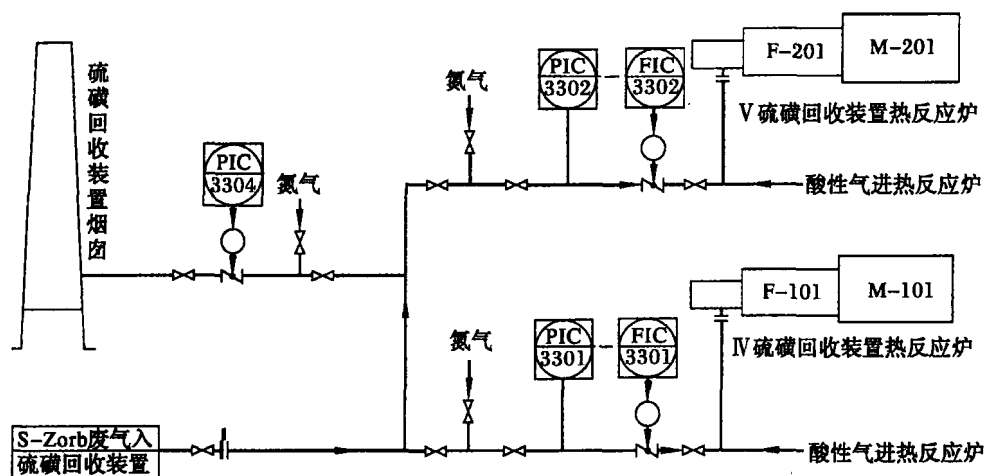 硫磺回收装置烟囱
PIC
3304
氮气
氮气
PIC
3302
FIC
3302
F-201
M-201
V硫磺回收装置热反应炉
酸性气进热反应炉
氮气
PIC
3301
FIC
3301
F-101
M-101
Ⅳ硫磺回收装置热反应炉
酸性气进热反应炉
S-Zorb废气入
硫磺回收装置